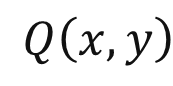 Q(x, y)